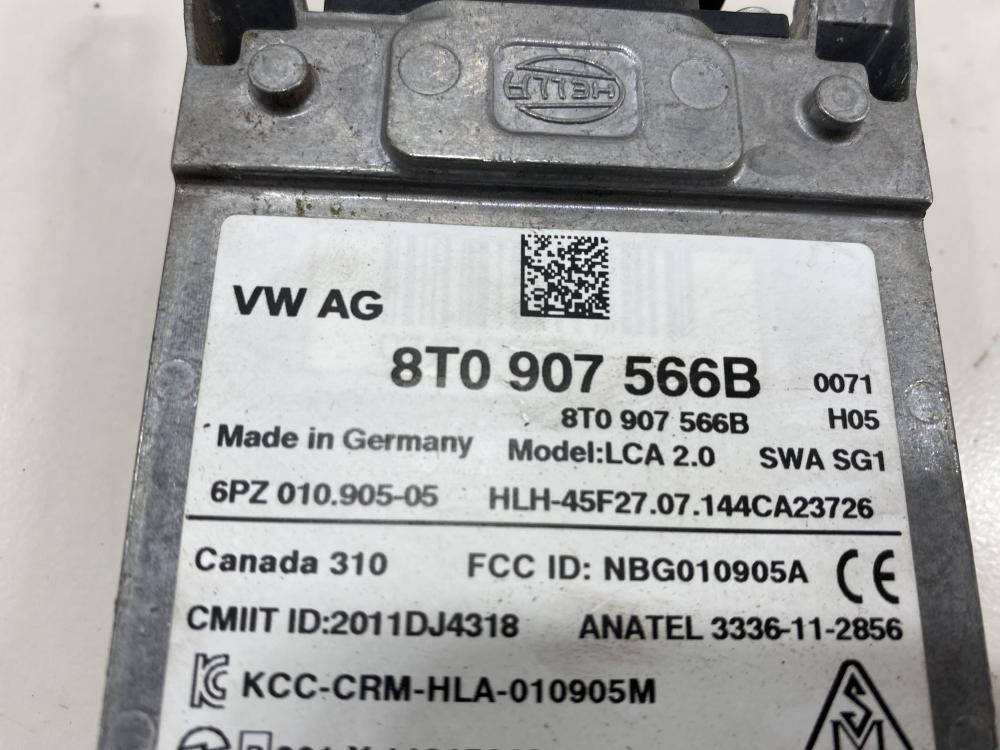 HELLA
VW AG
8T0 907 566B 0071
8T0 907 566B H05
Made in Germany Model:LCA 2.0 SWA SG1
6PZ 010.905-05 HLH-45F27.07.144CA23726
Canada 310 FCC ID: NBG010905A CE
CMIIT ID:2011DJ4318 ANATEL 3336-11-2856
KCC-CRM-HLA-010905M